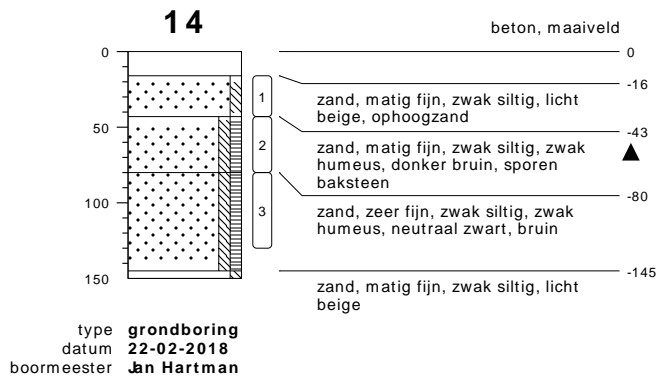 14
beton, maaiveld
0
0
-16
1
zand, matig fijn, zwak siltig, licht
beige, ophoogzand
50
-43
2
zand, matig fijn, zwak siltig, zwak
humeus, donker bruin, sporen
baksteen
-80
100
3
zand, zeer fijn, zwak siltig, zwak
humeus, neutraal zwart, bruin
150
-145
zand, matig fijn, zwak siltig, licht
beige
type grondboring
datum 22-02-2018
boormeester Jan Hartman